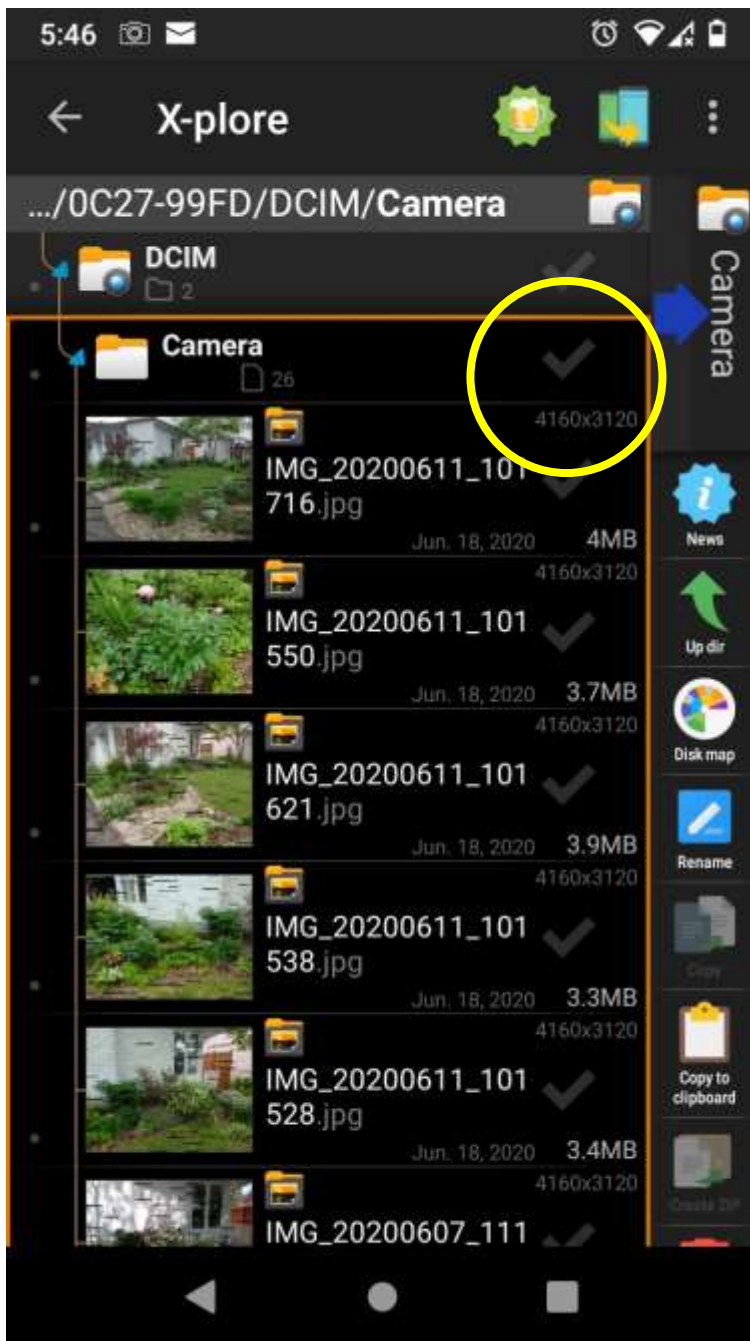 5:46
X-plore
.../0C27-99FD/DCIM/Camera
DCIM
2
Camera
26
4160x3120
IMG_20200611_101
716.jpg
Jun. 18, 2020 4MB
4160x3120
IMG_20200611_101
550.jpg
Jun. 18, 2020 3.7MB
4160x3120
IMG_20200611_101
621.jpg
Jun. 18, 2020 3.9MB
4160x3120
IMG_20200611_101
538.jpg
Jun. 18, 2020 3.3MB
4160x3120
IMG_20200611_101
528.jpg
Jun. 18, 2020 3.4MB
4160x3120
IMG_20200607_111
Camera
News
Up dir
Disk map
Rename
Copy
Copy to
clipboard
Create ZIP